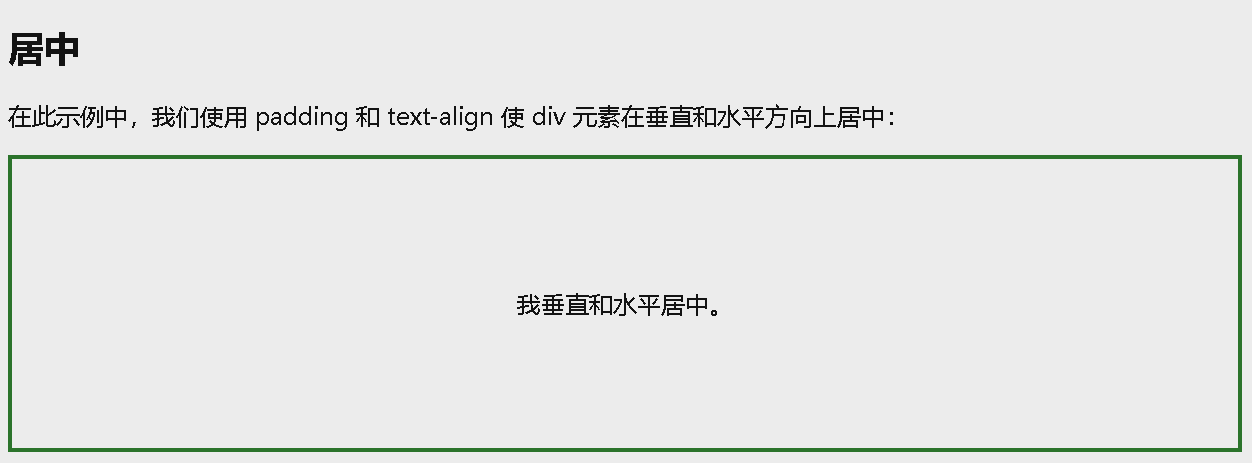 居中
在此示例中，我们使用 padding 和 text-align 使 div 元素在垂直和水平方向上居中：
我垂直和水平居中。